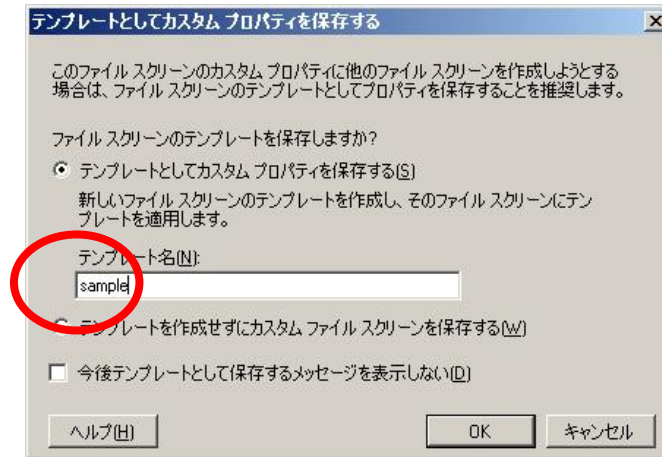 テンプレートとしてカスタム プロパティを保存する
このファイル スクリーンのカスタム プロパティに他のファイル スクリーンを作成しようとする
場合は、ファイル スクリーンのテンプレートとしてプロパティを保存することを推奨します。
ファイル スクリーンのテンプレートを保存しますか?
テンプレートとしてカスタム プロパティを保存する(S)
新しいファイル スクリーンのテンプレートを作成し、そのファイル スクリーンにテン
プレートを適用します。
テンプレート名(N):
sample
テンプレートを作成せずにカスタム ファイル スクリーンを保存する(W)
今後テンプレートとして保存するメッセージを表示しない(D)
ヘルプ(H) OK キャンセル